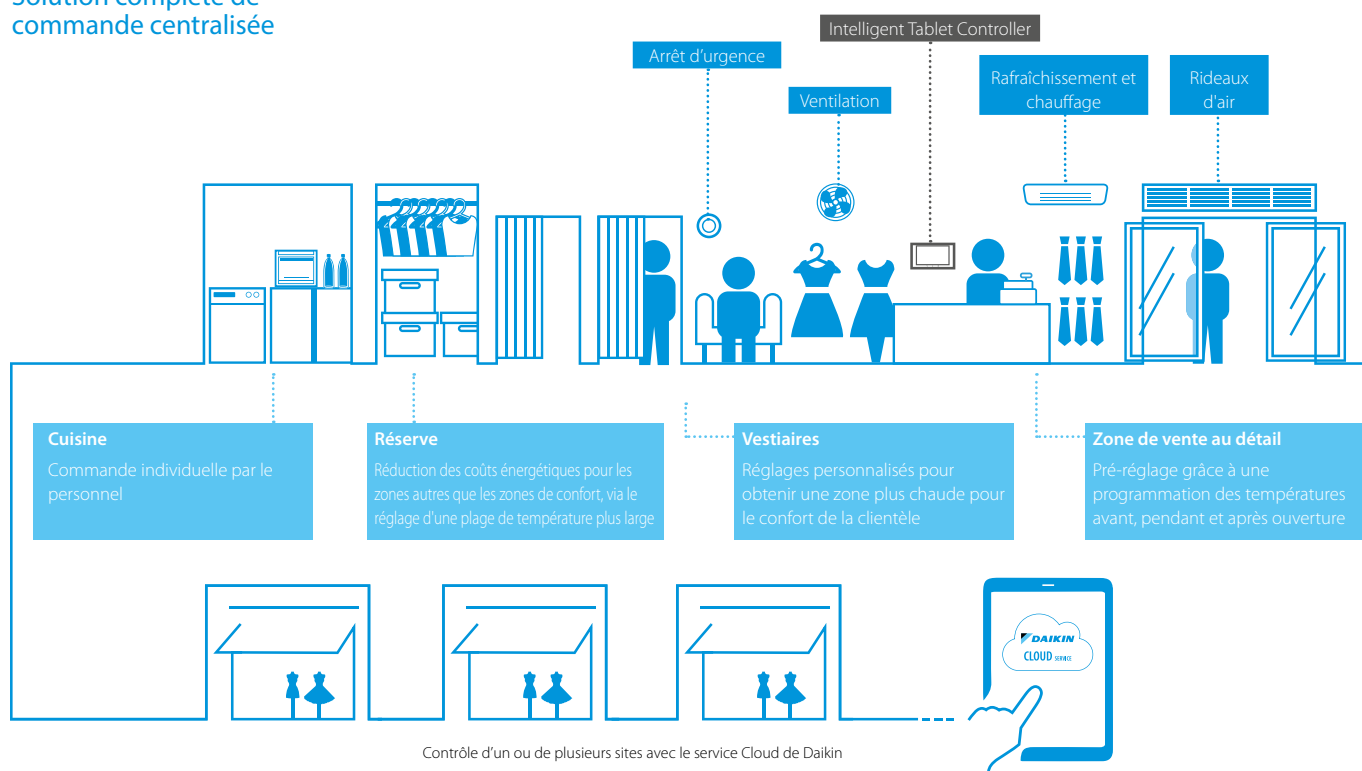 Solution complète de
commande centralisée
Intelligent Tablet Controller
Arrêt d'urgence
Ventilation
Rafraîchissement et
chauffage
Rideaux
d'air
Cuisine
Commande individuelle par le
personnel
Réserve
Réduction des coûts énergétiques pour les
zones autres que les zones de confort, via le
réglage d'une plage de température plus large
Vestiaires
Réglages personnalisés pour
obtenir une zone plus chaude pour
le confort de la clientèle
Zone de vente au détail
Pré-réglage grâce à une
programmation des températures
avant, pendant et après ouverture
DAIKIN
CLOUD SERVICE
Contrôle d'un ou de plusieurs sites avec le service Cloud de Daikin